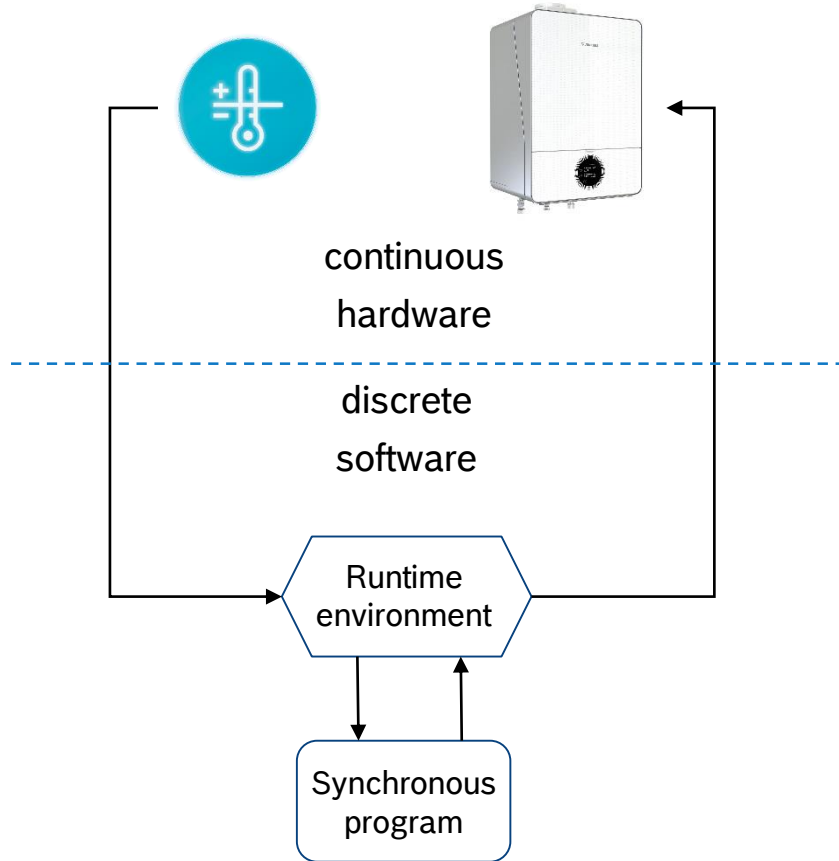 continuous
hardware
discrete
software
Runtime
environment
Synchronous
program